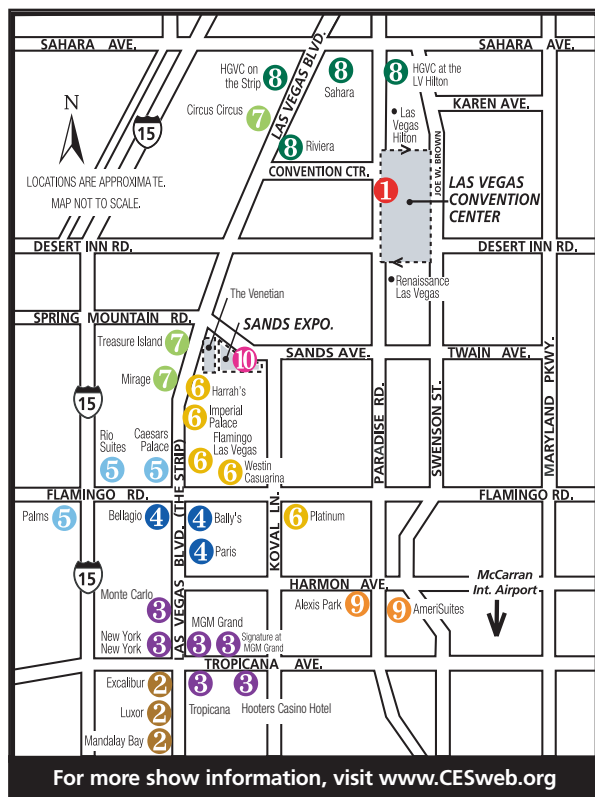 SAHARA AVE.
SAHARA AVE.
LAS VEGAS BLVD.
HGVC on
the Strip
8
8
Sahara
8
HGVC at the
LV Hilton
N
15
Circus Circus
7
KAREN AVE.
Las
Vegas
Hilton
8
Riviera
JOE W. BROWN
LOCATIONS ARE APPROXIMATE.
MAP NOT TO SCALE.
CONVENTION CTR.
1
LAS VEGAS
CONVENTION
CENTER
DESERT INN RD.
DESERT INN RD.
Renaissance
Las Vegas
The Venetian
SPRING MOUNTAIN RD.
SANDS EXPO.
Treasure Island
7
10
SANDS AVE.
TWAIN AVE.
Mirage
7
6
Harrah's
15
6
Imperial
Palace
PARADISE RD.
SWENSON ST.
MARYLAND PKWY.
Rio
Suites
5
Caesars
Palace
5
Flamingo
Las Vegas
6
6
Westin
Casuarina
FLAMINGO RD.
FLAMINGO RD.
LAS VEGAS BLVD. (THE STRIP)
KOVAL LN.
Palms
5
Bellagio
4
4
Bally's
6
Platinum
4
Paris
15
HARMON AVE.
McCarran
Int. Airport
Monte Carlo
3
Alexis Park
9
9
AmeriSuites
New York
New York
3
MGM Grand
3
3
Signature at
MGM Grand
TROPICANA AVE.
Excalibur
2
3
Tropicana
3
Hooters Casino Hotel
Luxor
2
Mandalay Bay
2
For more show information, visit www.CESweb.org